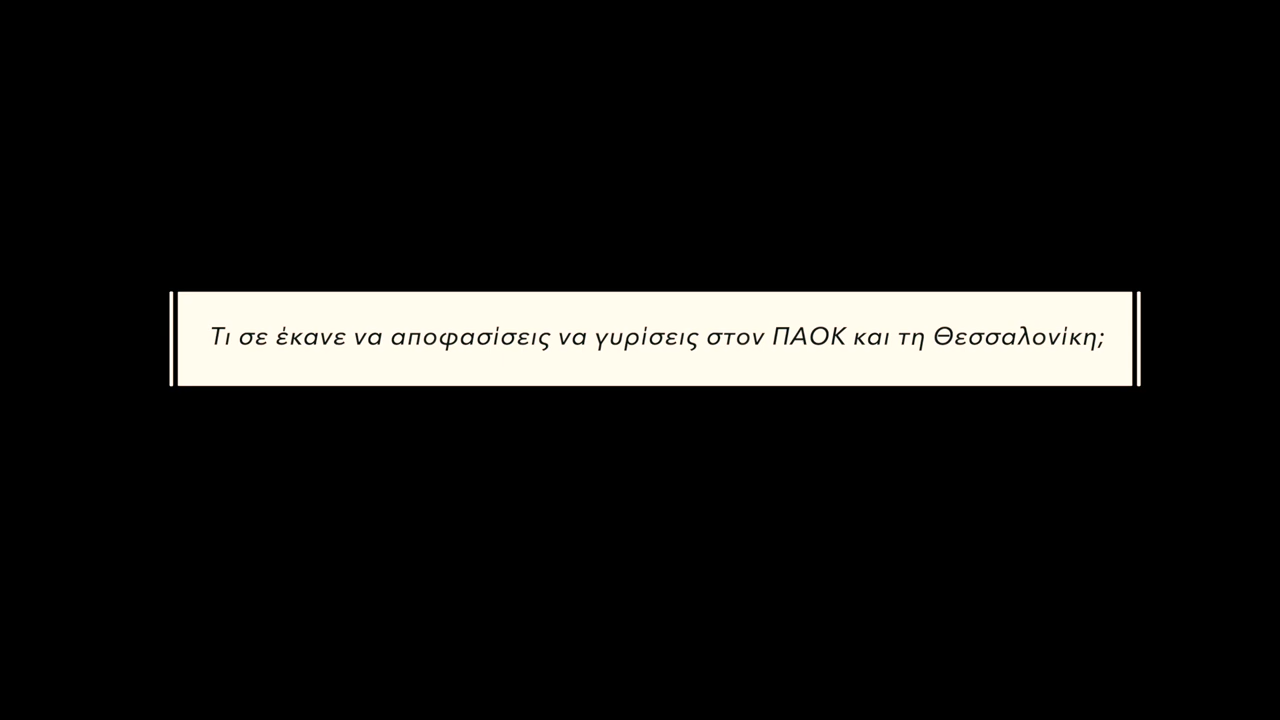 Τι σε έκανε να αποφασίσεις να γυρίσεις στον ΠΑΟΚ και τη Θεσσαλονίκη;